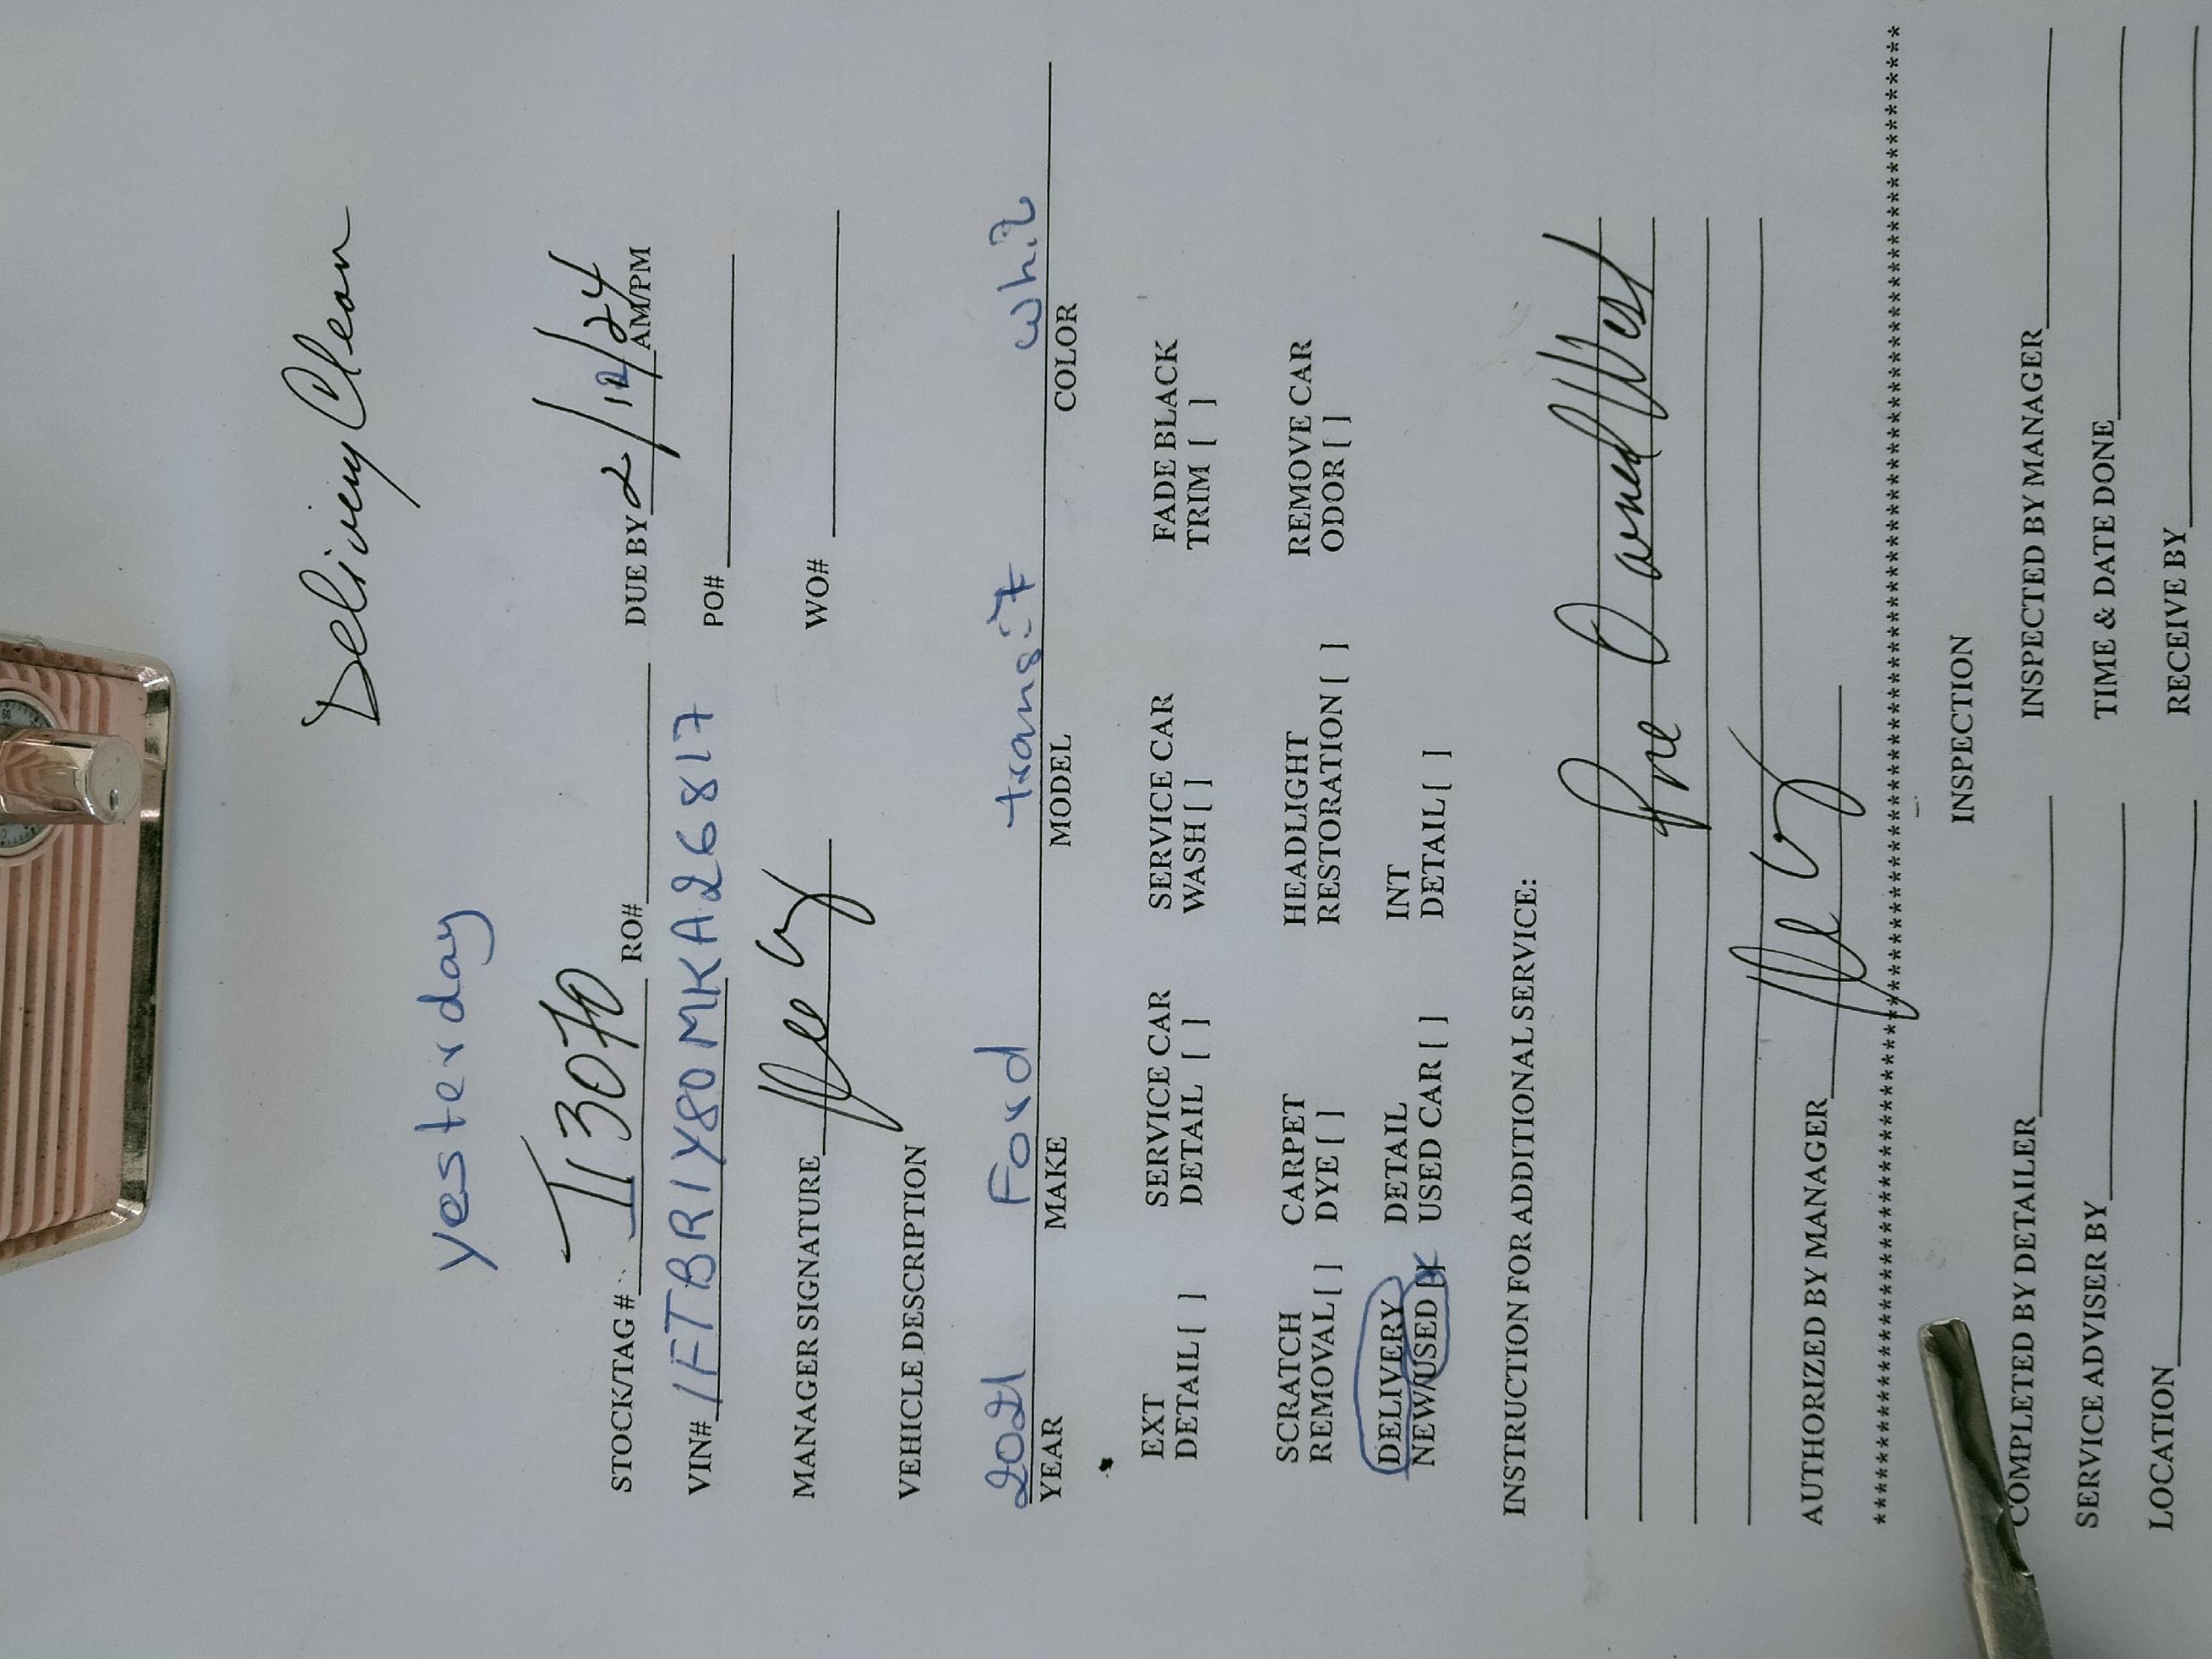 Delivery Clean
yesterday
STOCK/TAG # TI3070 RO# DUE BY 2/12/24 AM/PM
VIN# 1FTBR1Y80MKA26817 PO#
MANAGER SIGNATURE WO#
VEHICLE DESCRIPTION
2021 Ford transit whit
YEAR MAKE MODEL COLOR
EXT SERVICE CAR SERVICE CAR FADE BLACK
DETAIL [ ] DETAIL [ ] WASH [ ] TRIM [ ]
SCRATCH CARPET HEADLIGHT REMOVE CAR
REMOVAL [ ] DYE [ ] RESTORATION [ ] ODOR [ ]
DELIVERY DETAIL INT
NEW/USED [X] USED CAR [ ] DETAIL [ ]
INSTRUCTION FOR ADDITIONAL SERVICE:
Pre Owned West
AUTHORIZED BY MANAGER
INSPECTION
COMPLETED BY DETAILER INSPECTED BY MANAGER
SERVICE ADVISER BY TIME & DATE DONE
LOCATION RECEIVE BY